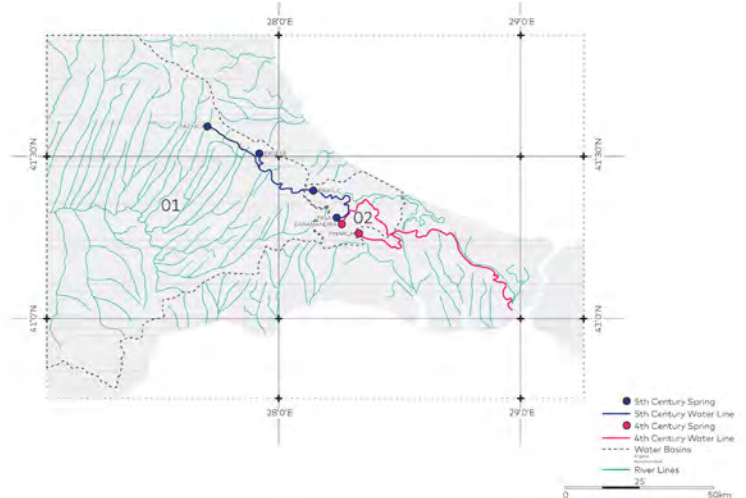 28°0'E
29°0'E
41°30'N
41°30'N
01
02
PINARCA
41°0'N
41°0'N
28°0'E
29°0'E
5th Century Spring
5th Century Water Line
4th Century Spring
4th Century Water Line
Water Basins
River Lines
0
25
50km